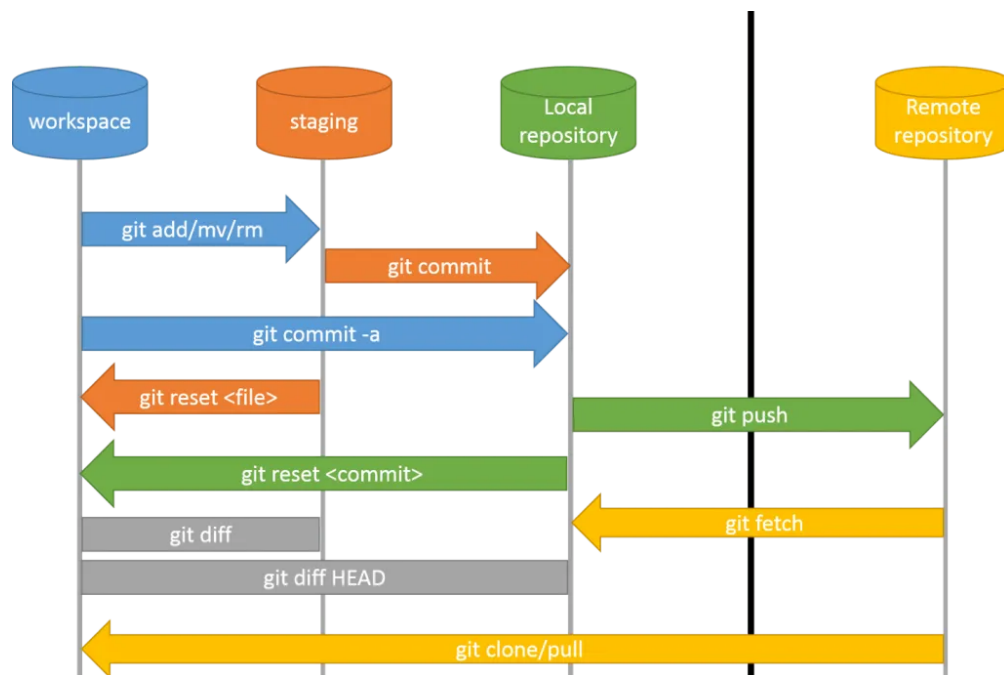 workspace
staging
Local
repository
Remote
repository
git add/mv/rm
git commit
git commit -a
git reset <file>
git push
git reset <commit>
git fetch
git diff
git diff HEAD
git clone/pull